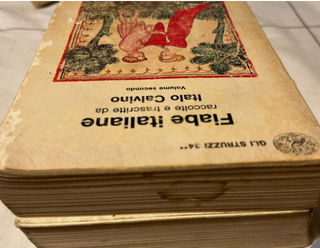 Fiabe italiane
raccolte e trascritte da
Italo Calvino
Volume secondo
GLI STRUZZI 34**